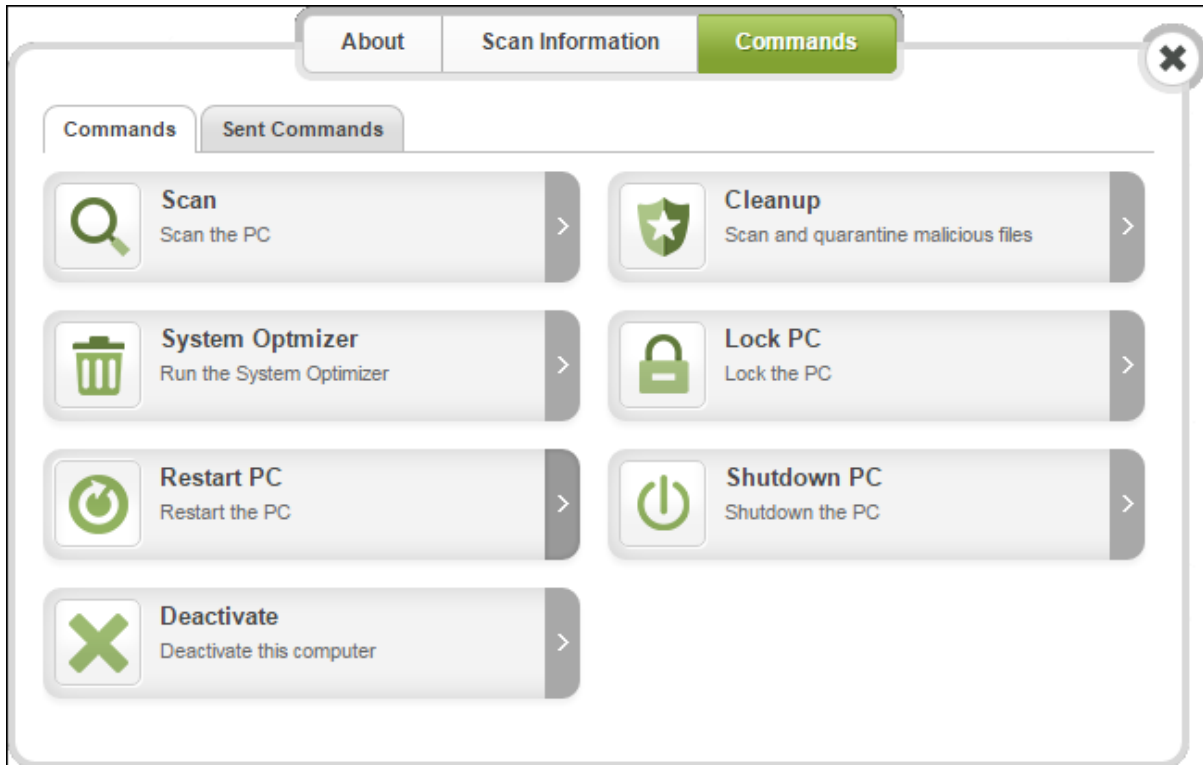 About
Scan Information
Commands
Commands
Sent Commands
Scan
Scan the PC
Cleanup
Scan and quarantine malicious files
System Optmizer
Run the System Optimizer
Lock PC
Lock the PC
Restart PC
Restart the PC
Shutdown PC
Shutdown the PC
Deactivate
Deactivate this computer